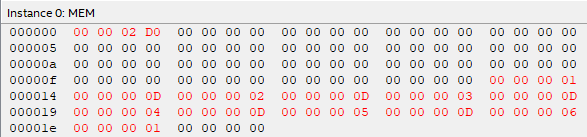 Instance 0: MEM
000000 00 00 02 D0 00 00 00 00 00 00 00 00 00 00 00 00 00 00 00 00
000005 00 00 00 00 00 00 00 00 00 00 00 00 00 00 00 00 00 00 00 00
00000a 00 00 00 00 00 00 00 00 00 00 00 00 00 00 00 00 00 00 00 00
00000f 00 00 00 00 00 00 00 00 00 00 00 00 00 00 00 00 00 00 00 01
000014 00 00 00 0D 00 00 00 02 00 00 00 0D 00 00 00 03 00 00 00 0D
000019 00 00 00 04 00 00 00 0D 00 00 00 05 00 00 00 0D 00 00 00 06
00001e 00 00 00 01 00 00 00 00